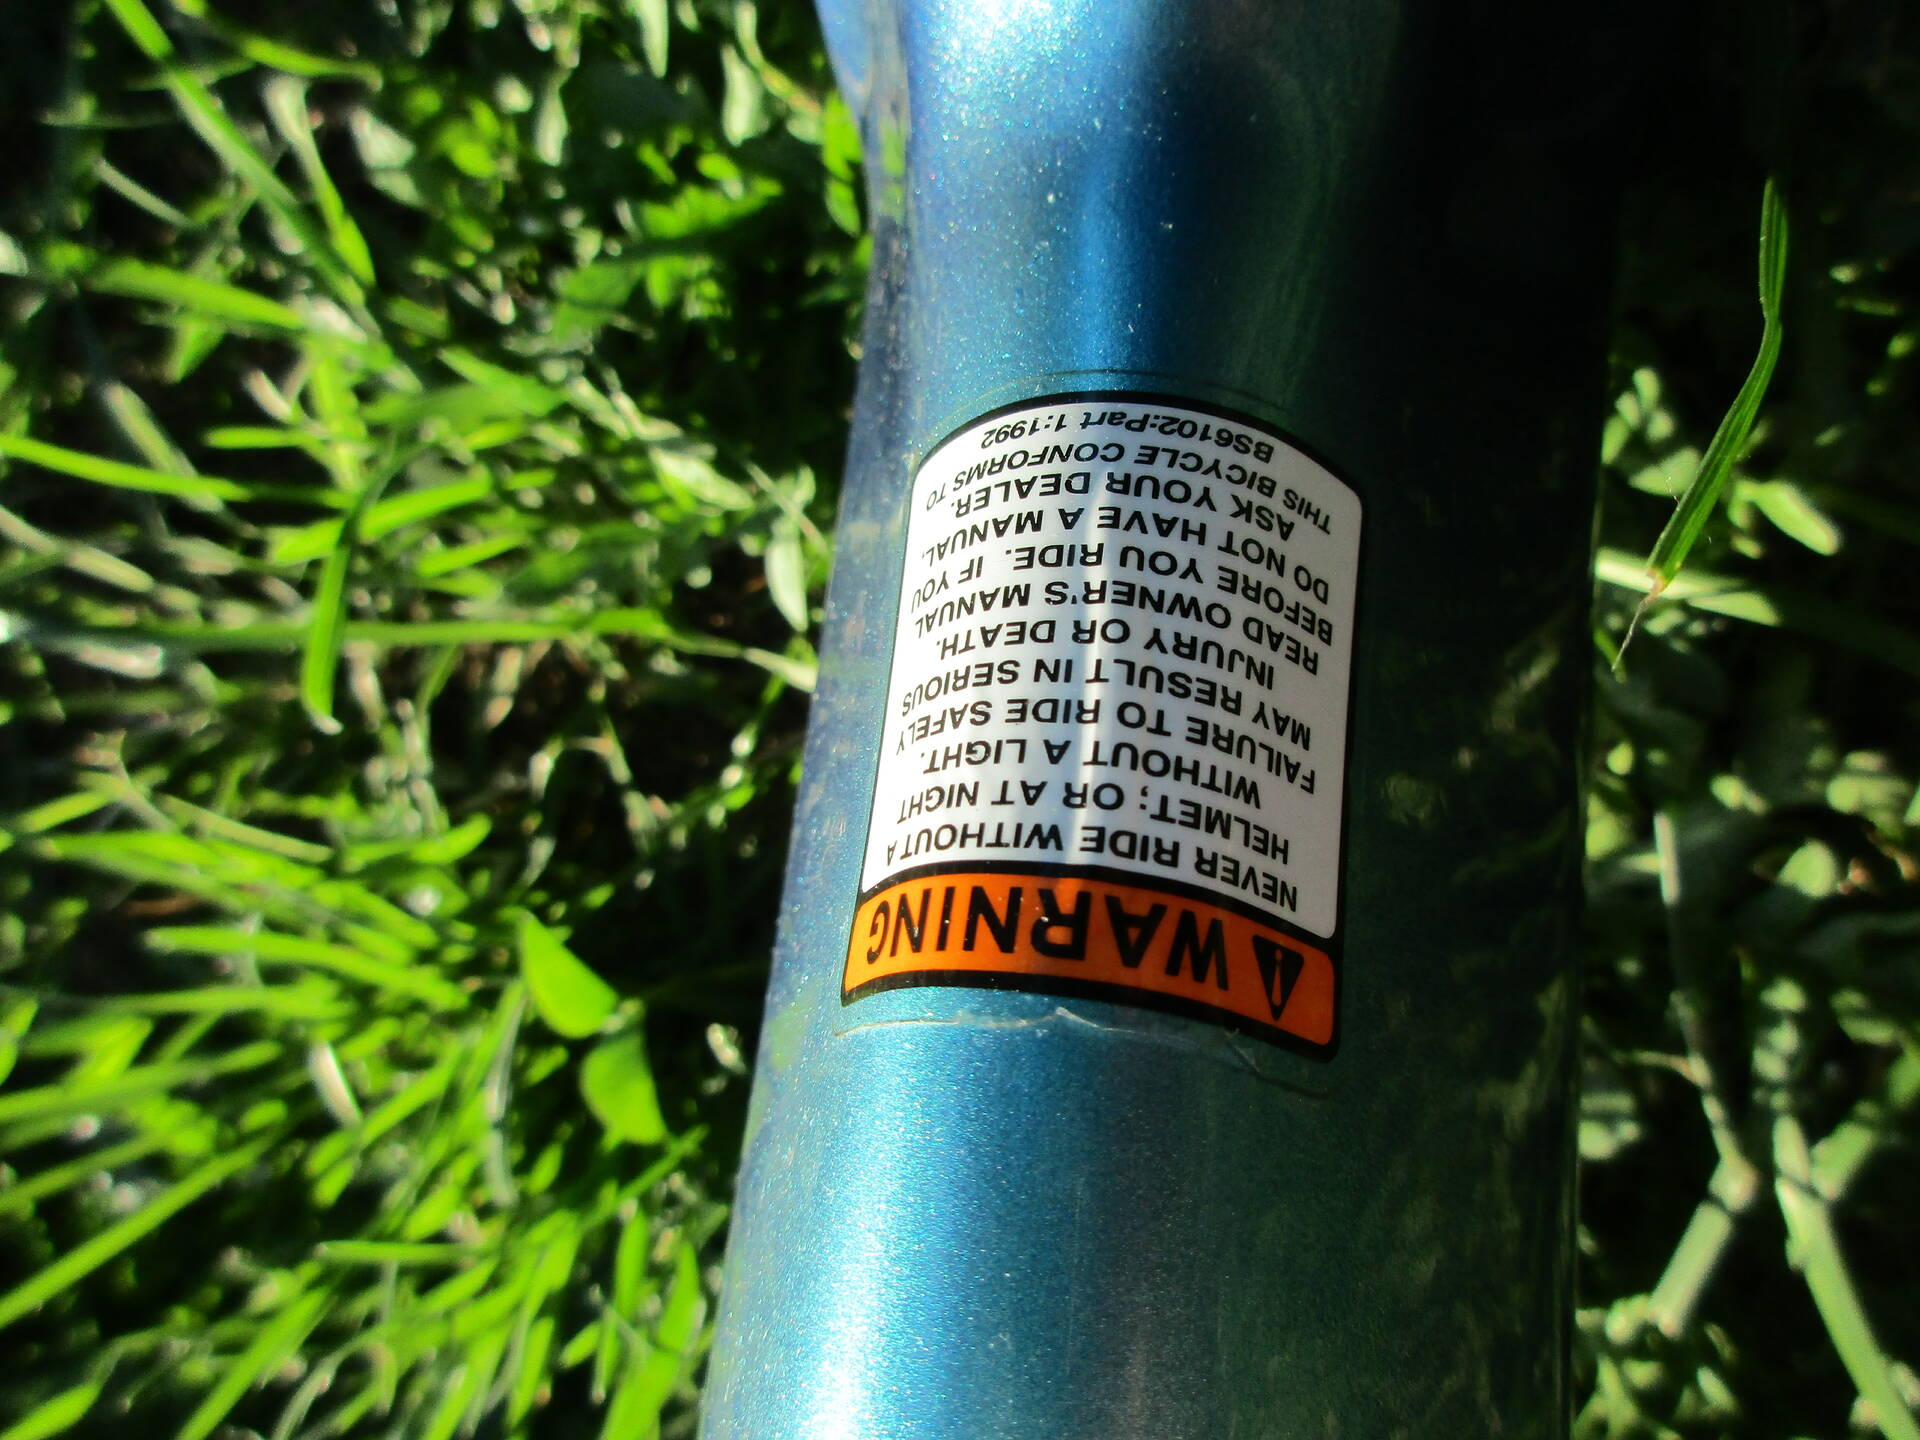 WARNING
NEVER RIDE WITHOUT A
HELMET; OR AT NIGHT
WITHOUT A LIGHT.
FAILURE TO RIDE SAFELY
MAY RESULT IN SERIOUS
INJURY OR DEATH.
READ OWNER'S MANUAL
BEFORE YOU RIDE. IF YOU
DO NOT HAVE A MANUAL,
ASK YOUR DEALER.
THIS BICYCLE CONFORMS TO
BS6102:Part 1:1992